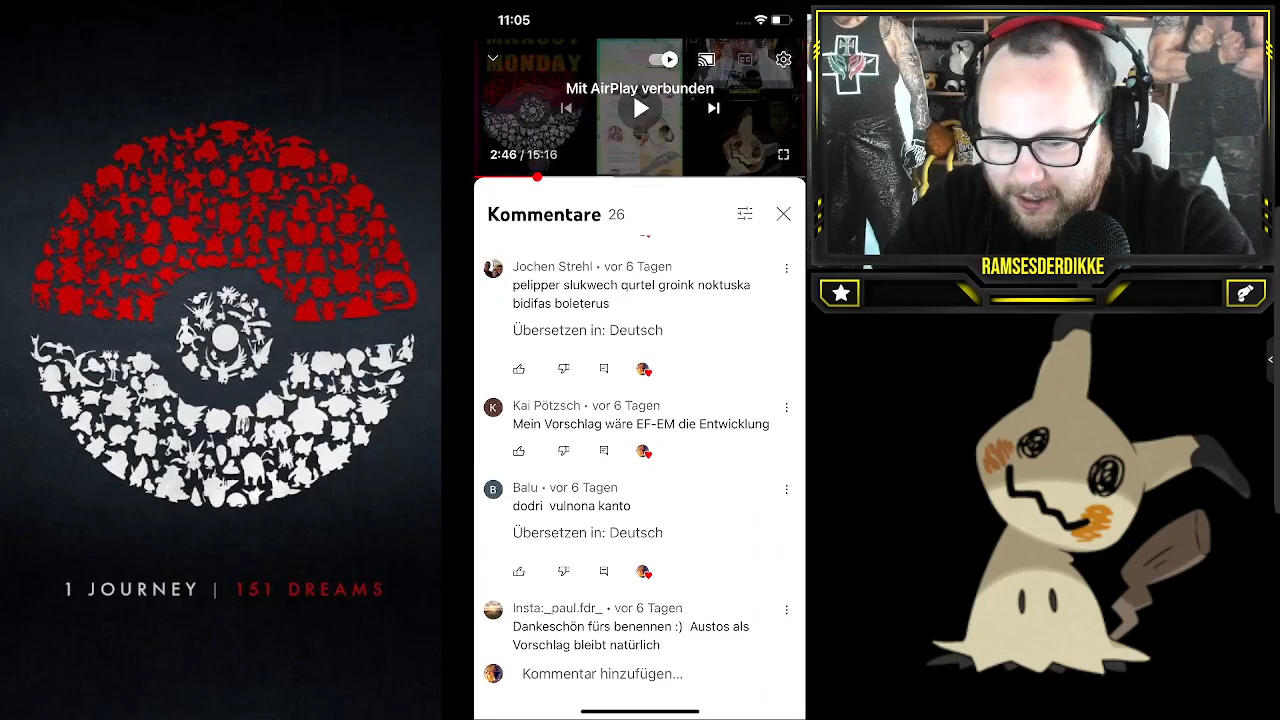 11:05
MONDAY
Mit AirPlay verbunden
2:46 / 15:16
Kommentare 26
Jochen Strehl • vor 6 Tagen
pelipper slukwech qurtel groink noktuska
bidifas boleterus
Übersetzen in: Deutsch
Kai Pötzsch • vor 6 Tagen
Mein Vorschlag wäre EF-EM die Entwicklung
Balu • vor 6 Tagen
dodri vulnona kanto
Übersetzen in: Deutsch
Insta:_paul.fdr_ • vor 6 Tagen
Dankeschön fürs benennen :) Austos als
Vorschlag bleibt natürlich
Kommentar hinzufügen...
1 JOURNEY | 151 DREAMS
RAMSESDERDIKKE